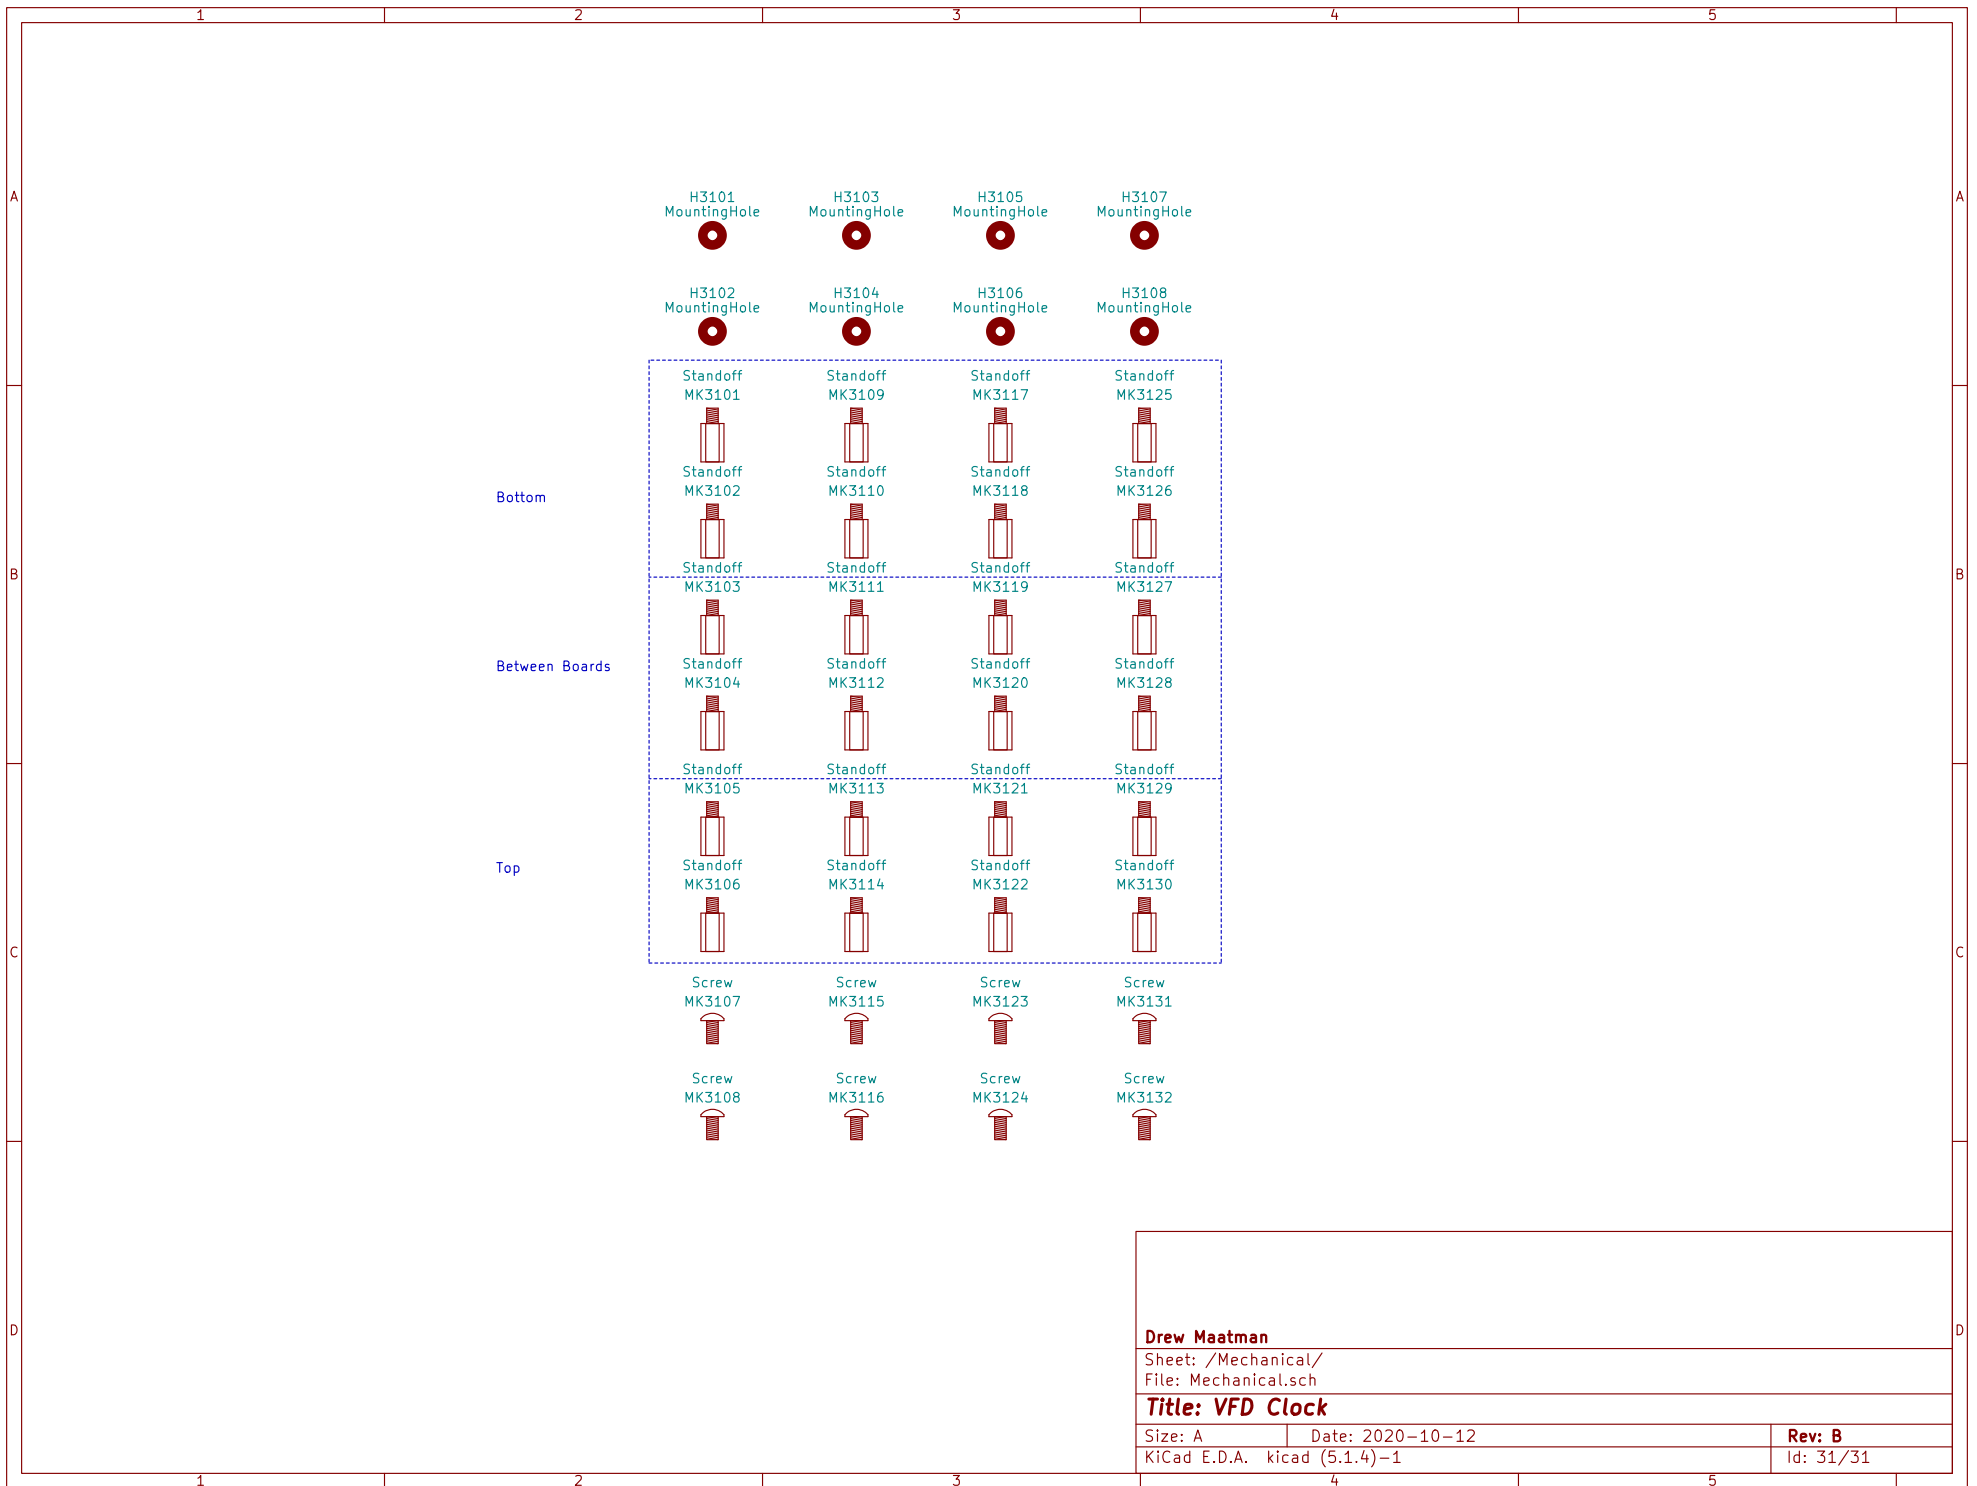 1 2 3 4 5
A A
H3101 H3103 H3105 H3107
MountingHole MountingHole MountingHole MountingHole
H3102 H3104 H3106 H3108
MountingHole MountingHole MountingHole MountingHole
Standoff Standoff Standoff Standoff
MK3101 MK3109 MK3117 MK3125
Standoff Standoff Standoff Standoff
MK3102 MK3110 MK3118 MK3126
Bottom
Standoff Standoff Standoff Standoff
B B
MK3103 MK3111 MK3119 MK3127
Standoff Standoff Standoff Standoff
Between Boards
MK3104 MK3112 MK3120 MK3128
Standoff Standoff Standoff Standoff
MK3105 MK3113 MK3121 MK3129
Standoff Standoff Standoff Standoff
Top
MK3106 MK3114 MK3122 MK3130
C C
Screw Screw Screw Screw
MK3107 MK3115 MK3123 MK3131
Screw Screw Screw Screw
MK3108 MK3116 MK3124 MK3132
D D
Drew Maatman
Sheet: /Mechanical/
File: Mechanical.sch
Title: VFD Clock
Size: A Date: 2020-10-12 Rev: B
KiCad E.D.A. kicad (5.1.4)-1 Id: 31/31
1 2 3 4 5